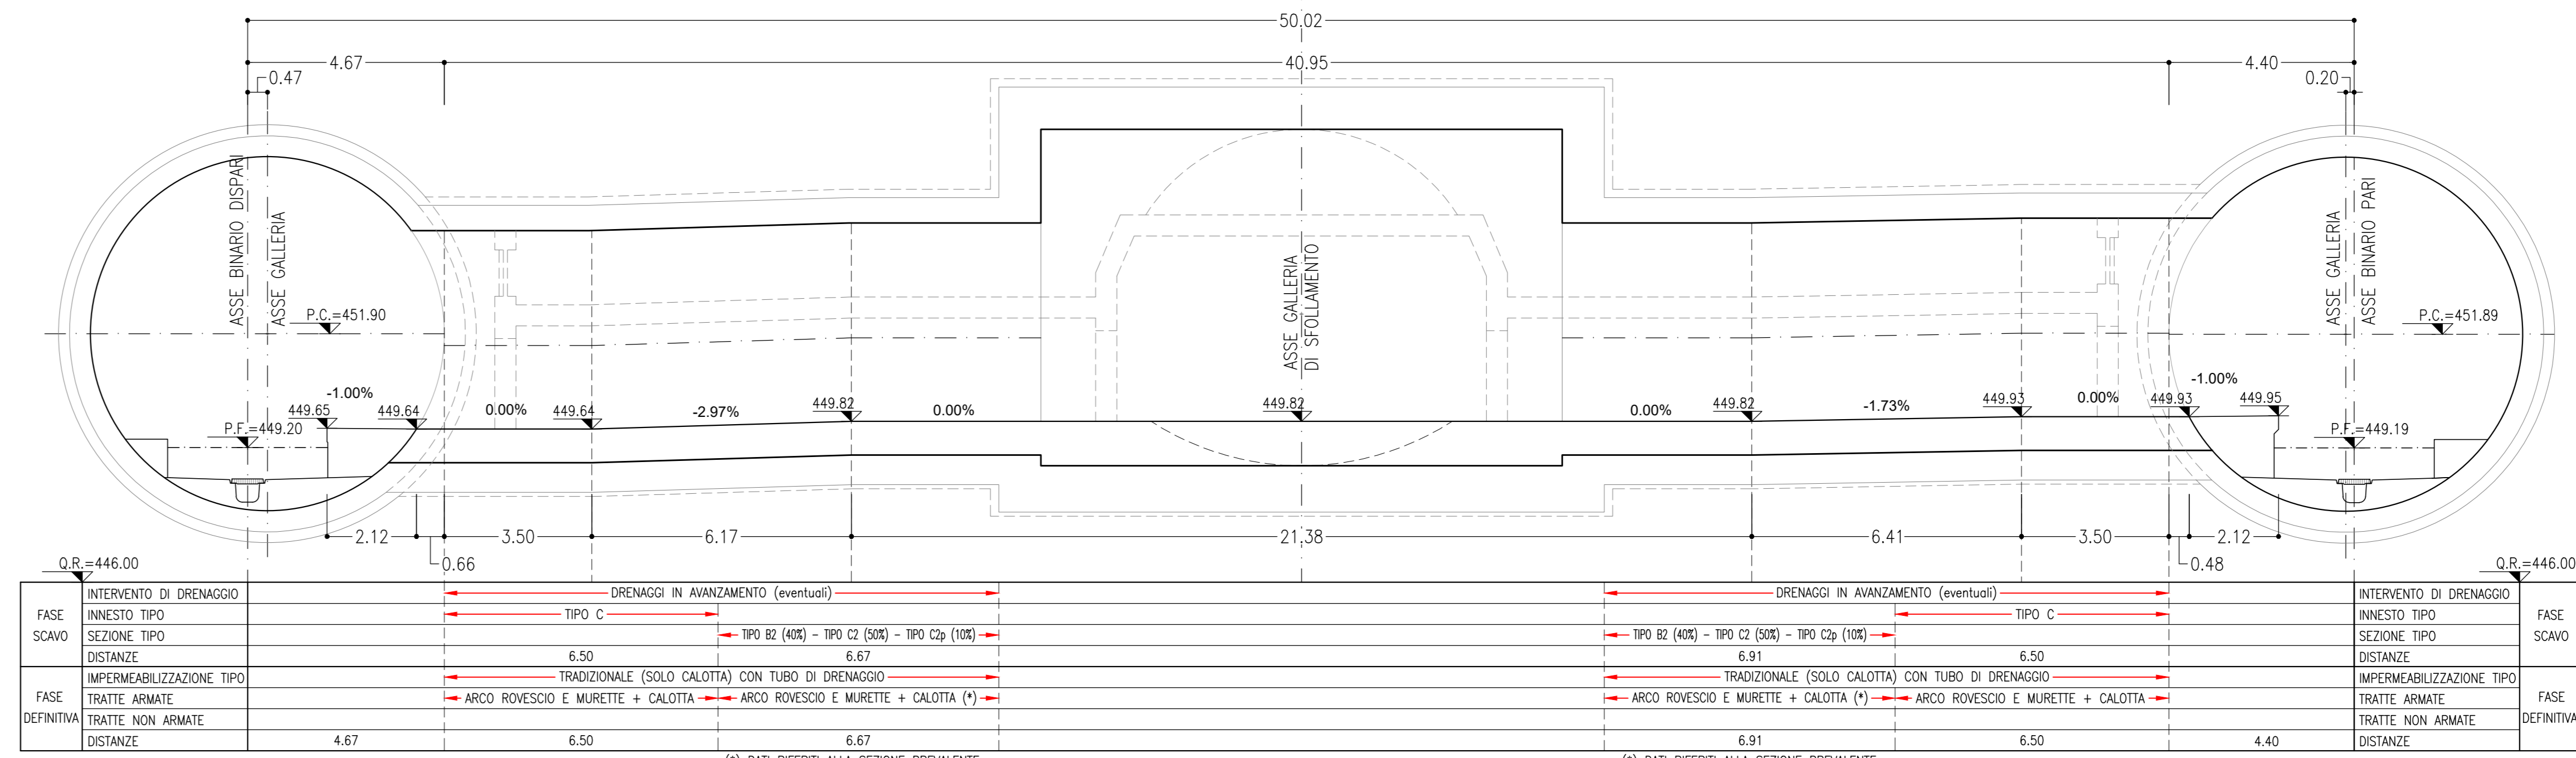 50.02
4.67
40.95
4.40
0.47
0.20
ASSE BINARIO DISPARI
ASSE GALLERIA
ASSE GALLERIA
DI SFOLLAMENTO
ASSE GALLERIA
ASSE BINARIO PARI
P.C.=451.90
P.C.=451.89
-1.00%
449.65
449.64
0.00%
449.64
-2.97%
449.82
0.00%
449.82
0.00%
449.82
-1.73%
449.93
0.00%
449.93
-1.00%
449.95
P.F.=449.20
P.F.=449.19
2.12
0.66
3.50
6.17
21.38
6.41
3.50
0.48
2.12
Q.R.=446.00
Q.R.=446.00
FASE
SCAVO
INTERVENTO DI DRENAGGIO
DRENAGGI IN AVANZAMENTO (eventuali)
DRENAGGI IN AVANZAMENTO (eventuali)
INTERVENTO DI DRENAGGIO
FASE
SCAVO
INNESTO TIPO
TIPO C
TIPO C
INNESTO TIPO
SEZIONE TIPO
TIPO B2 (40%) – TIPO C2 (50%) – TIPO C2p (10%)
TIPO B2 (40%) – TIPO C2 (50%) – TIPO C2p (10%)
SEZIONE TIPO
DISTANZE
6.50
6.67
6.91
6.50
DISTANZE
FASE
DEFINITIVA
IMPERMEABILIZZAZIONE TIPO
TRADIZIONALE (SOLO CALOTTA) CON TUBO DI DRENAGGIO
TRADIZIONALE (SOLO CALOTTA) CON TUBO DI DRENAGGIO
IMPERMEABILIZZAZIONE TIPO
FASE
DEFINITIVA
TRATTE ARMATE
ARCO ROVESCIO E MURETTE + CALOTTA
ARCO ROVESCIO E MURETTE + CALOTTA (*)
ARCO ROVESCIO E MURETTE + CALOTTA (*)
ARCO ROVESCIO E MURETTE + CALOTTA
TRATTE ARMATE
TRATTE NON ARMATE
TRATTE NON ARMATE
DISTANZE
4.67
6.50
6.67
6.91
6.50
4.40
DISTANZE
(*) DATI RIFERITI ALLA SEZIONE PREVALENTE
(*) DATI RIFERITI ALLA SEZIONE PREVALENTE